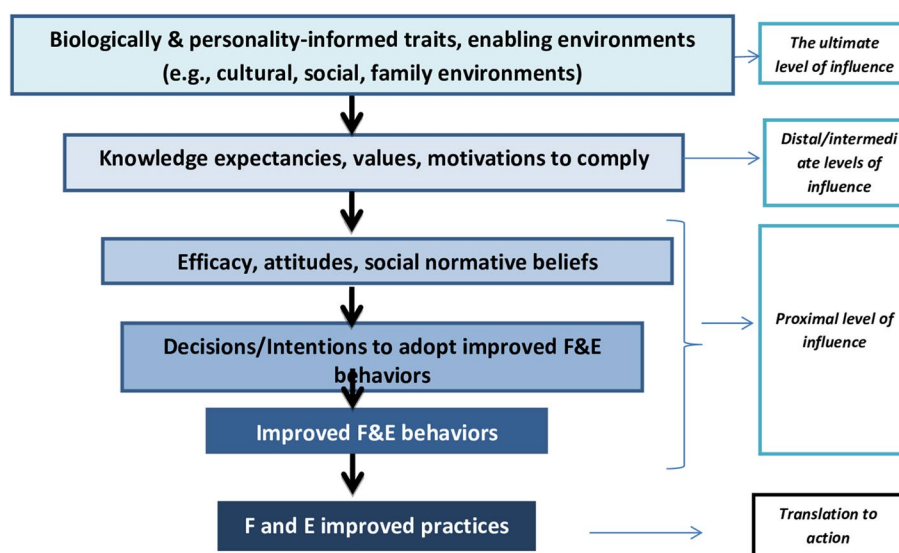 Biologically & personality-informed traits, enabling environments
(e.g., cultural, social, family environments)
The ultimate
level of influence
Knowledge expectancies, values, motivations to comply
Distal/intermedi
ate levels of
influence
Efficacy, attitudes, social normative beliefs
Decisions/Intentions to adopt improved F&E
behaviors
Proximal level of
influence
Improved F&E behaviors
F and E improved practices
Translation to
action